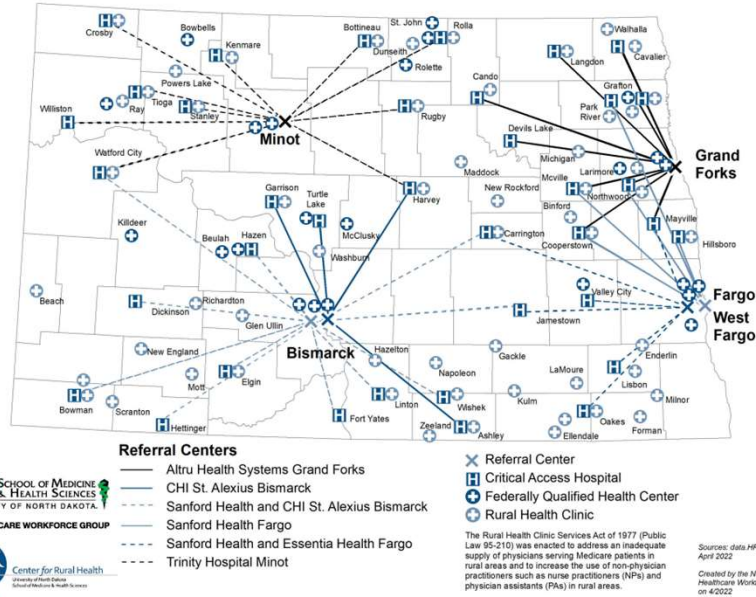 Crosby
Bowbells
Kenmare
Powers Lake
Williston
Ray
Tioga
Stanley
Watford City
Minot
Bottineau
St. John
Rolla
Dunseith
Rolette
Rugby
Cando
Devils Lake
Maddock
New Rockford
Harvey
Langdon
Walhalla
Cavalier
Grafton
Park
River
Michigan
Larimore
Mcville
Northwood
Binford
Cooperstown
Grand
Forks
Mayville
Hillsboro
Killdeer
Beulah
Hazen
Garrison
Turtle
Lake
McClusky
Washburn
Carrington
Beach
Dickinson
Richardton
Glen Ullin
Bismarck
Valley City
Jamestown
Fargo
West
Fargo
New England
Mott
Elgin
Bowman
Scranton
Hettinger
Fort Yates
Hazelton
Linton
Napoleon
Wishek
Zeeland
Ashley
Gackle
Kulm
LaMoure
Enderlin
Lisbon
Milnor
Oakes
Ellendale
Forman
Referral Centers
Altru Health Systems Grand Forks
CHI St. Alexius Bismarck
Sanford Health and CHI St. Alexius Bismarck
Sanford Health Fargo
Sanford Health and Essentia Health Fargo
Trinity Hospital Minot
Referral Center
Critical Access Hospital
Federally Qualified Health Center
Rural Health Clinic
The Rural Health Clinic Services Act of 1977 (Public
Law 95-210) was enacted to address an inadequate
supply of physicians serving Medicare patients in
rural areas and to increase the use of non-physician
practitioners such as nurse practitioners (NPs) and
physician assistants (PAs) in rural areas.
Sources: data.HR
April 2022
Created by the N
Healthcare Work
on 4/2022
SCHOOL OF MEDICINE
& HEALTH SCIENCES
Y OF NORTH DAKOTA.
CARE WORKFORCE GROUP
Center for Rural Health
University of North Dakota
School of Medicine & Health Sciences